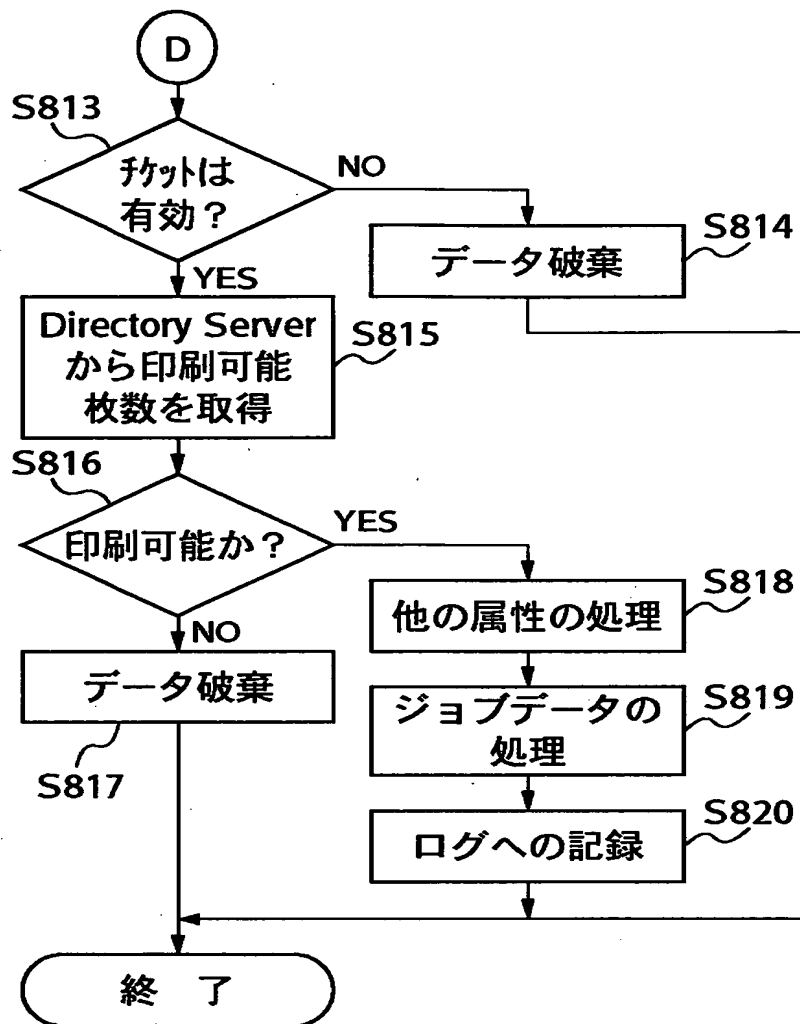 D
S813
ﾁｹｯﾄは
有効？
NO
S814
データ破棄
YES
Directory Server
から印刷可能
枚数を取得
S815
S816
印刷可能か？
YES
S818
他の属性の処理
NO
データ破棄
S817
S819
ジョブデータの
処理
S820
ログへの記録
終　了